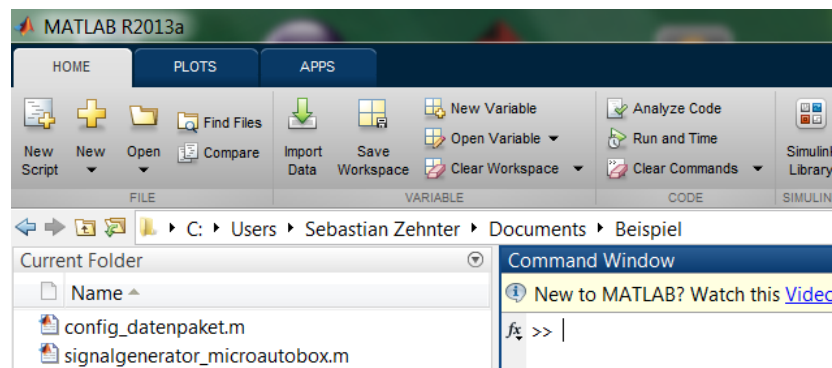 MATLAB R2013a
HOME PLOTS APPS
New Script
New
Open
Find Files
Compare
FILE
Import Data
Save Workspace
New Variable
Open Variable
Clear Workspace
VARIABLE
Analyze Code
Run and Time
Clear Commands
CODE
Simulink
Library
SIMULIN
C: Users Sebastian Zehnter Documents Beispiel
Current Folder
Name
config_datenpaket.m
signalgenerator_microautobox.m
Command Window
New to MATLAB? Watch this Video
fx >>